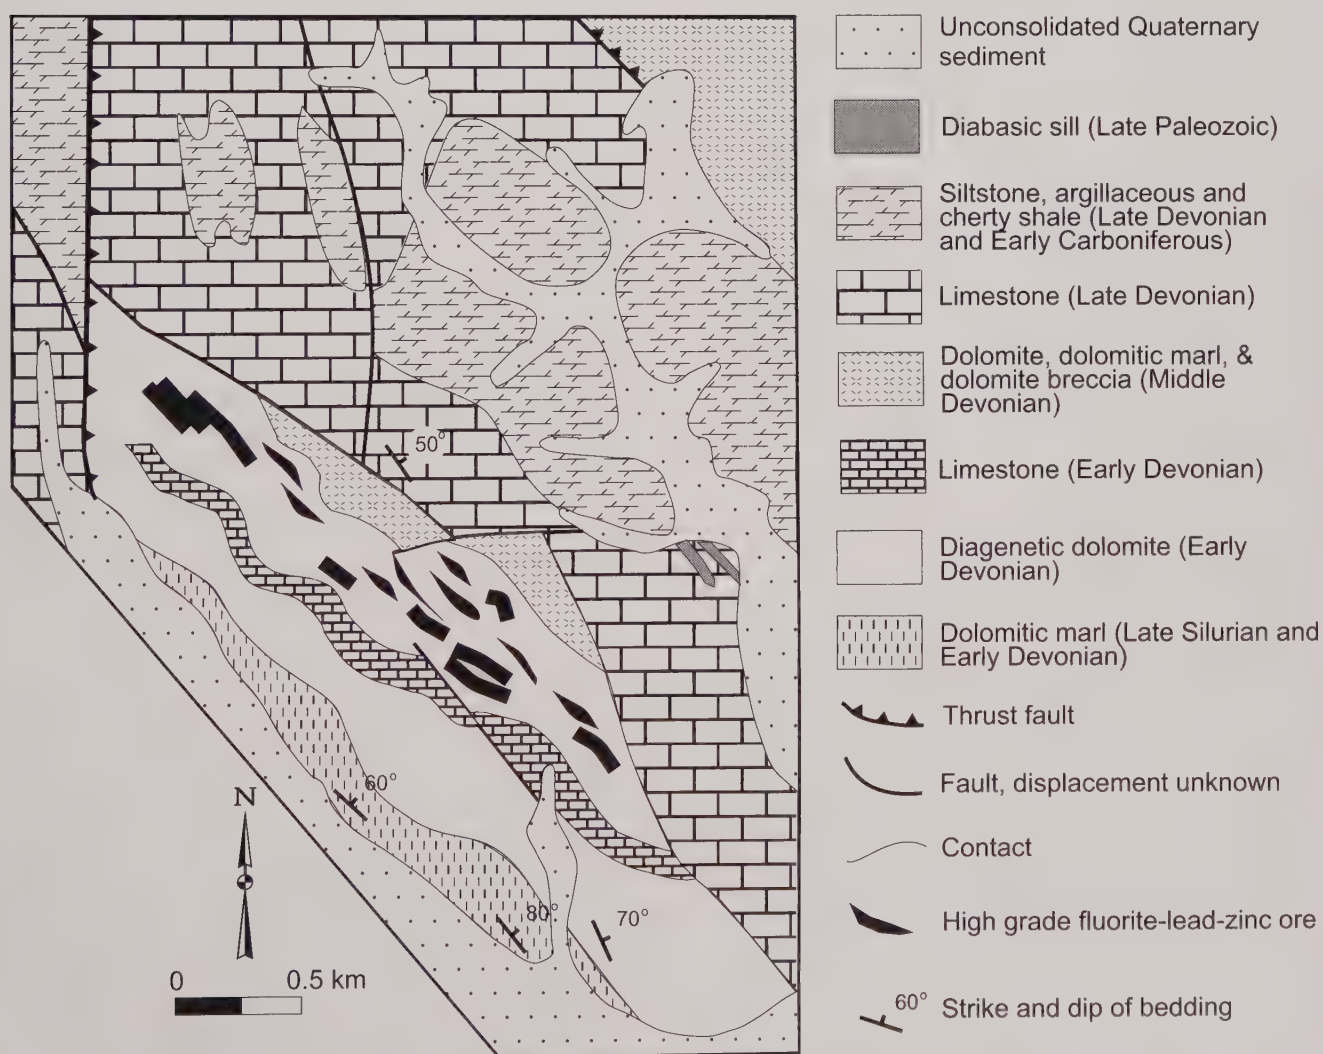 50°
60°
80°
70°
N
0 0.5 km
Unconsolidated Quaternary
sediment
Diabasic sill (Late Paleozoic)
Siltstone, argillaceous and
cherty shale (Late Devonian
and Early Carboniferous)
Limestone (Late Devonian)
Dolomite, dolomitic marl, &
dolomite breccia (Middle
Devonian)
Limestone (Early Devonian)
Diagenetic dolomite (Early
Devonian)
Dolomitic marl (Late Silurian and
Early Devonian)
Thrust fault
Fault, displacement unknown
Contact
High grade fluorite-lead-zinc ore
60° Strike and dip of bedding